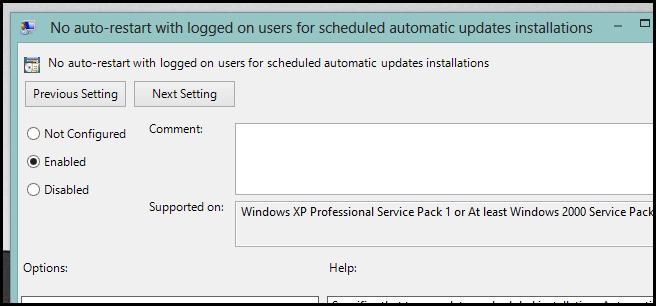 No auto-restart with logged on users for scheduled automatic updates installations
No auto-restart with logged on users for scheduled automatic updates installations
Previous Setting
Next Setting
Not Configured
Comment:
Enabled
Disabled
Supported on:
Windows XP Professional Service Pack 1 or At least Windows 2000 Service Pack
Options:
Help: